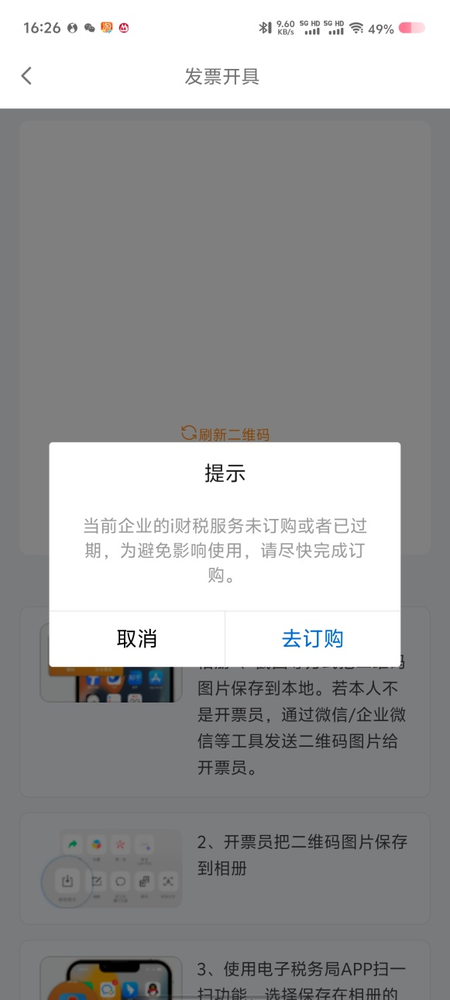 16:26
9.60 KB/s 5G HD 5G HD 49%
发票开具
刷新二维码
提示
当前企业的i财税服务未订购或者已过
期，为避免影响使用，请尽快完成订
购。
取消
去订购
图片保存到本地。若本人不
是开票员，通过微信/企业微
信等工具发送二维码图片给
开票员。
2、开票员把二维码图片保存
到相册
3、使用电子税务局APP扫一
扫功能，选择保存在相册的